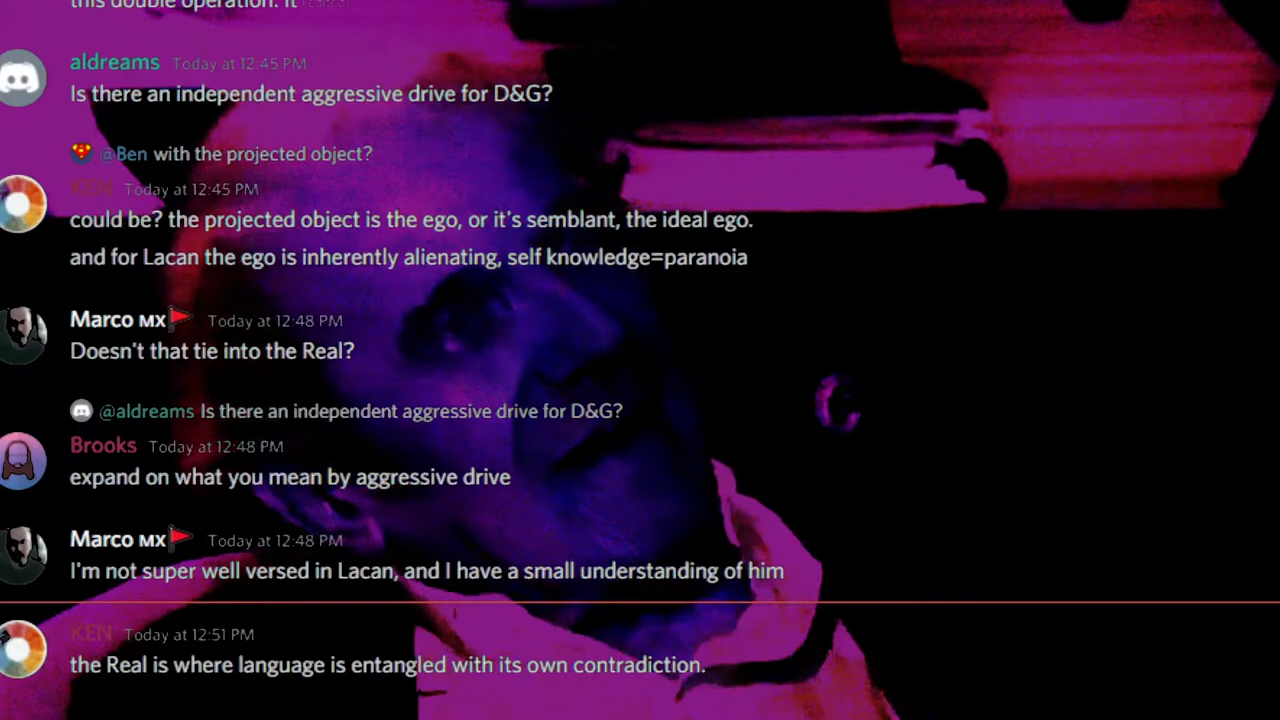 this double operation. it
aldreams Today at 12:45 PM
Is there an independent aggressive drive for D&G?
@Ben with the projected object?
KEN Today at 12:45 PM
could be? the projected object is the ego, or it's semblant, the ideal ego.
and for Lacan the ego is inherently alienating, self knowledge=paranoia
Marco MX Today at 12:48 PM
Doesn't that tie into the Real?
@aldreams Is there an independent aggressive drive for D&G?
Brooks Today at 12:48 PM
expand on what you mean by aggressive drive
Marco MX Today at 12:48 PM
I'm not super well versed in Lacan, and I have a small understanding of him
KEN Today at 12:51 PM
the Real is where language is entangled with its own contradiction.